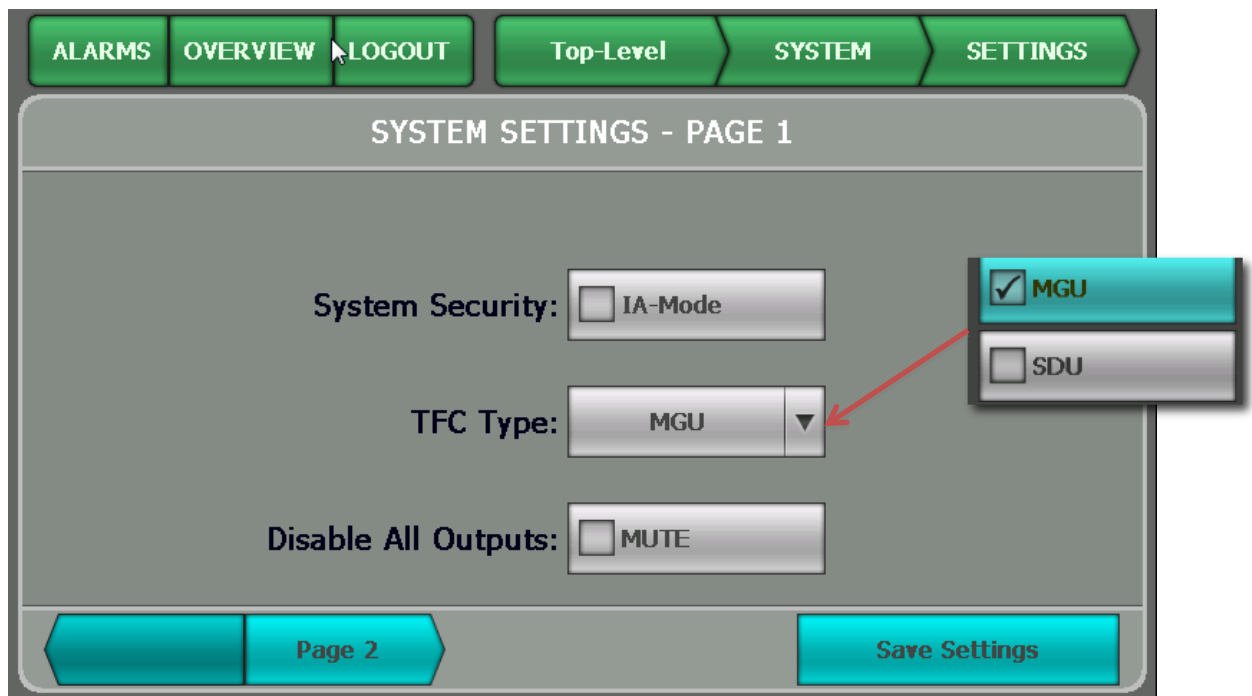 ALARMS OVERVIEW LOGOUT Top-Level SYSTEM SETTINGS
SYSTEM SETTINGS - PAGE 1
System Security: IA-Mode
MGU
SDU
TFC Type: MGU
Disable All Outputs: MUTE
Page 2 Save Settings